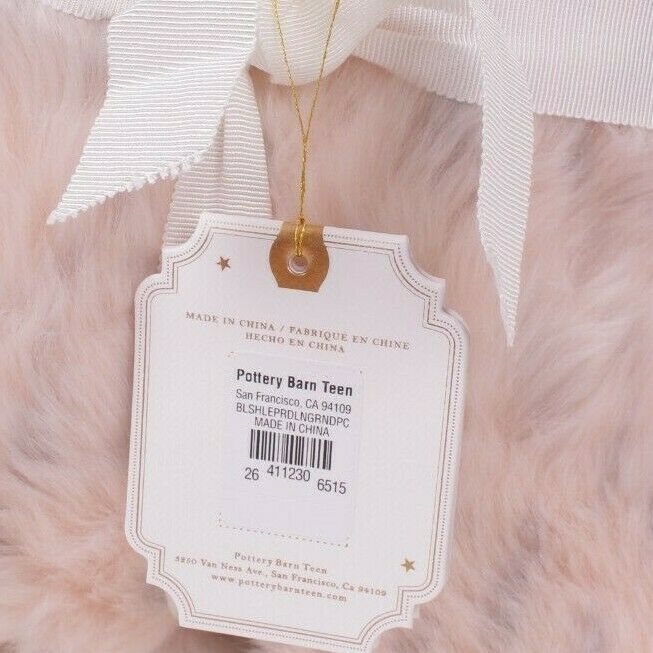 MADE IN CHINA / FABRIQUE EN CHINE
HECHO EN CHINA
Pottery Barn Teen
San Francisco, CA 94109
BLSHLEPRDLNGRNDPC
MADE IN CHINA
26 411230 6515
Pottery Barn Teen
3250 Van Ness Ave., San Francisco, Ca 94109
www.potterybarnteen.com